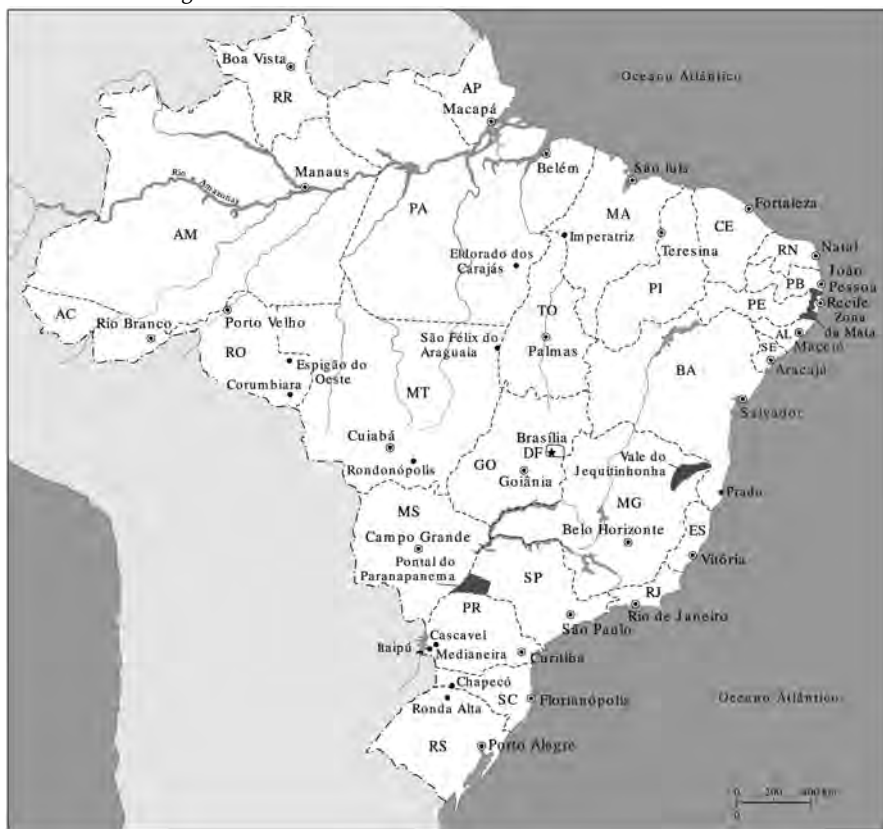 Boa Vista
RR
AP
Macapá
Oceano Atlântico
Manaus
Rio Amazonas
AM
PA
Belém
São luís
MA
Imperatriz
Teresina
CE
Fortaleza
RN
Natal
PB
João
Pessoa
PE
Recife
Zona
da Mata
AL
Maceió
SE
Aracajú
PI
Eldorado dos
Carajás
TO
Palmas
AC
Rio Branco
Porto Velho
RO
Espigão do
Oeste
Corumbiara
São Félix do
Araguaia
MT
BA
Salvador
Cuiabá
Rondonópolis
Brasília
DF
GO
Goiânia
Vale do
Jequitinhonha
Prado
MG
Belo Horizonte
ES
Vitória
MS
Campo Grande
Pontal do
Paranapanema
SP
RJ
Rio de Janeiro
São Paulo
PR
Cascavel
Itaipú
Medianeira
Curitiba
Chapecó
SC
Florianópolis
Ronda Alta
RS
Porto Alegre
Oceano Atlântico
0 200 400 km
0